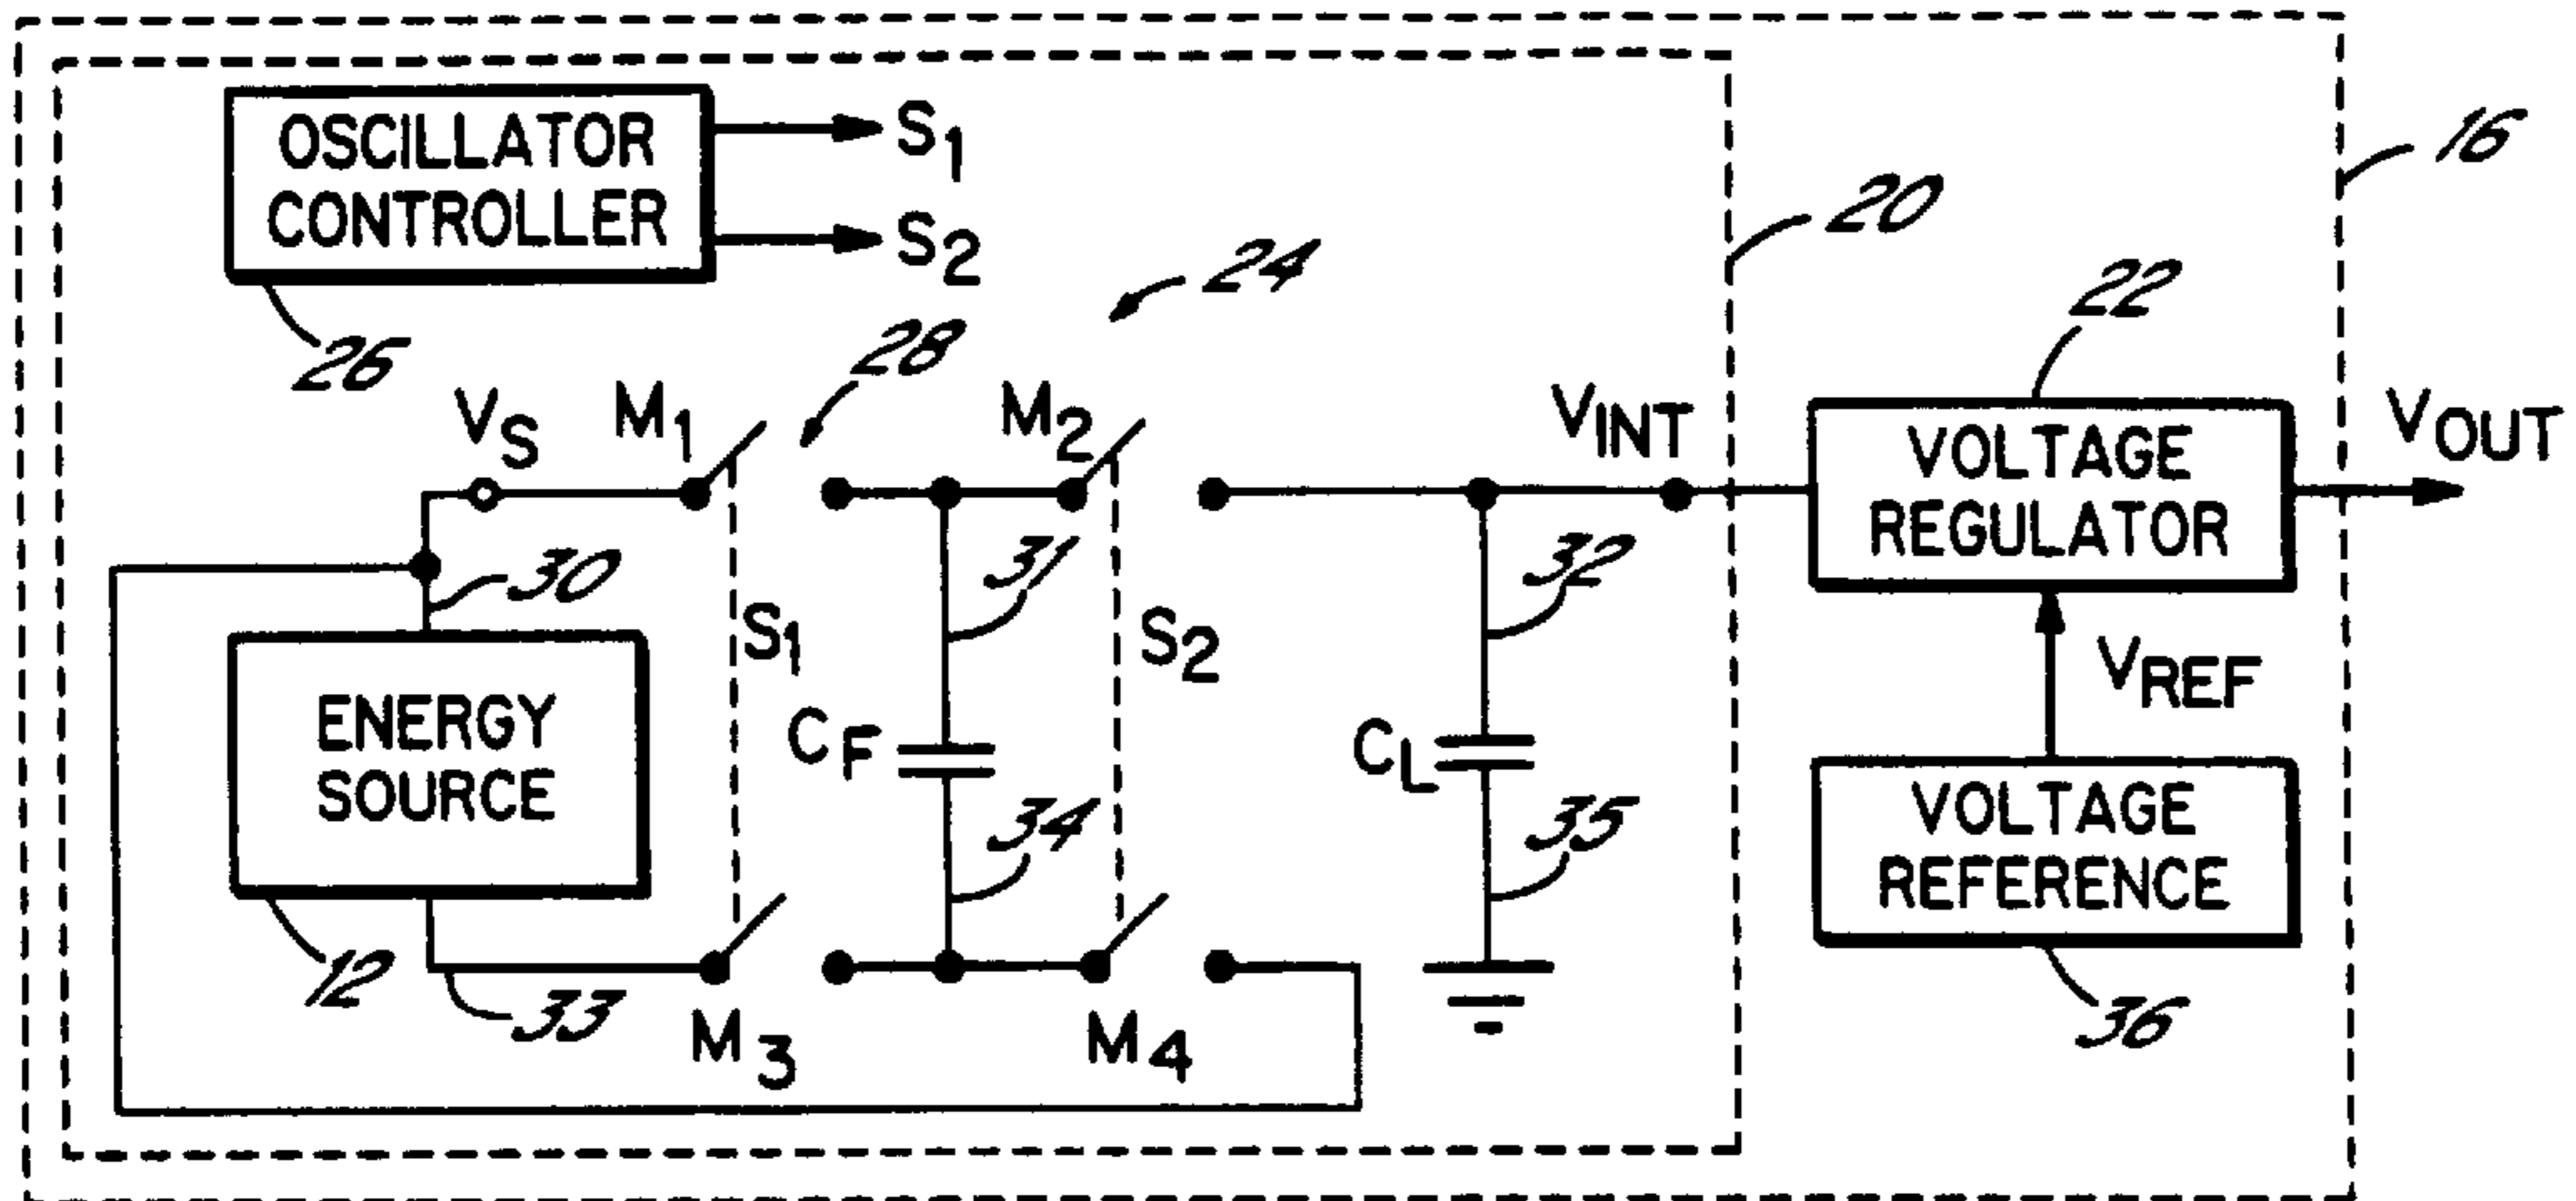 OSCILLATOR
CONTROLLER
S1
S2
26
16
20
24
28
22
VS
M1
M2
VINT
VOLTAGE
REGULATOR
VOUT
30
31
32
S1
S2
VREF
ENERGY
SOURCE
CF
CL
34
35
VOLTAGE
REFERENCE
12
33
M3
M4
36